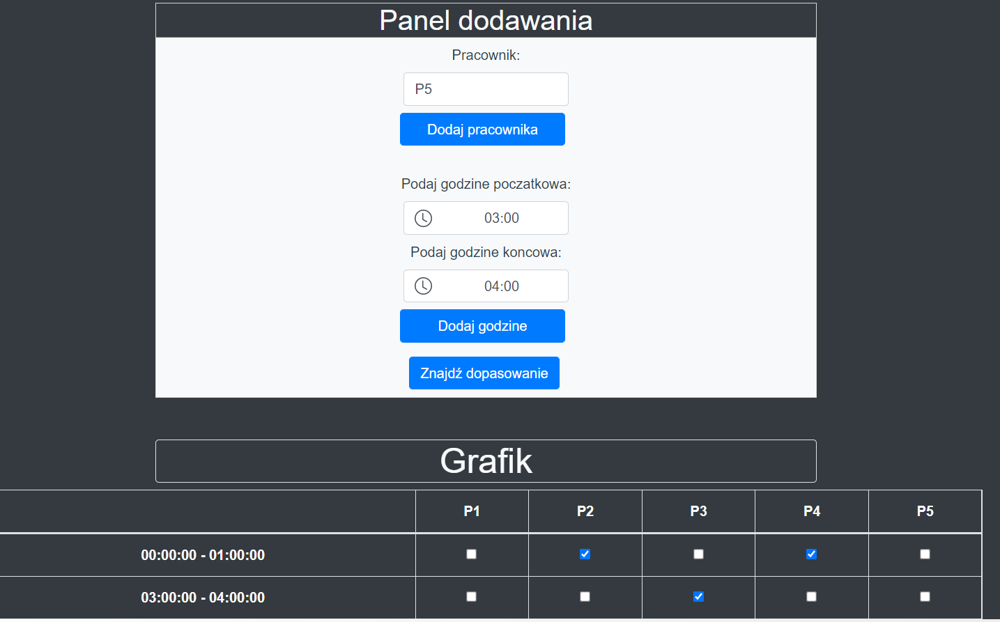 Panel dodawania
Pracownik:
P5
Dodaj pracownika
Podaj godzine poczatkowa:
03:00
Podaj godzine koncowa:
04:00
Dodaj godzine
Znajdź dopasowanie
Grafik
P1 P2 P3 P4 P5
00:00:00 - 01:00:00
03:00:00 - 04:00:00